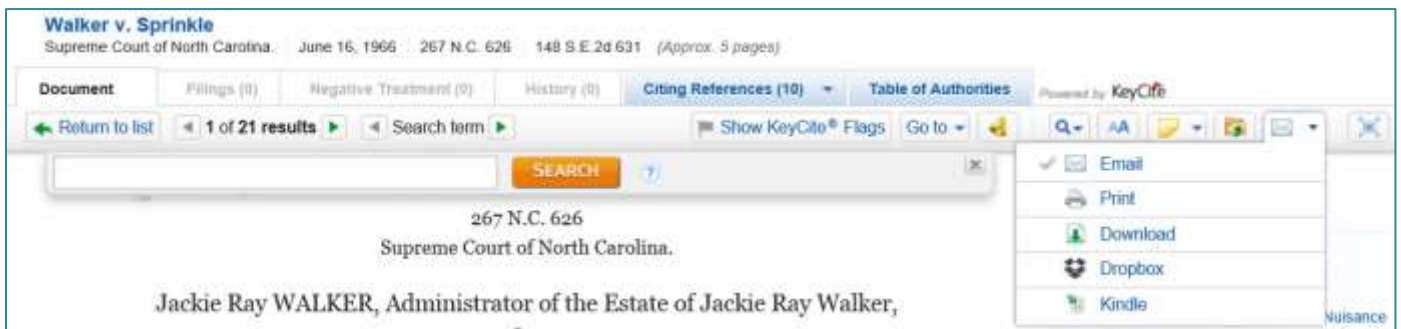 Walker v. Sprinkle
Supreme Court of North Carolina. June 16, 1966 267 N.C. 626 148 S.E.2d 631 (Approx. 5 pages)
Document Filings (0) Negative Treatment (0) History (0) Citing References (10) Table of Authorities Powered by KeyCite
Return to list 1 of 21 results Search term Show KeyCite® Flags Go to AA
SEARCH ?
Email
Print
Download
Dropbox
Kindle
267 N.C. 626
Supreme Court of North Carolina.
Jackie Ray WALKER, Administrator of the Estate of Jackie Ray Walker,
Nuisance